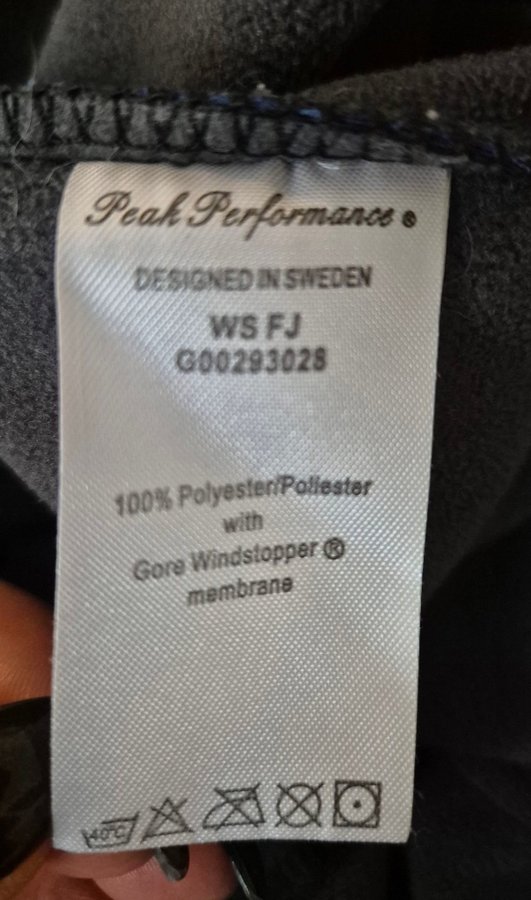 Peak Performance ®
DESIGNED IN SWEDEN
WS FJ
G00293028
100% Polyester/Poliester
with
Gore Windstopper ®
membrane
40°C